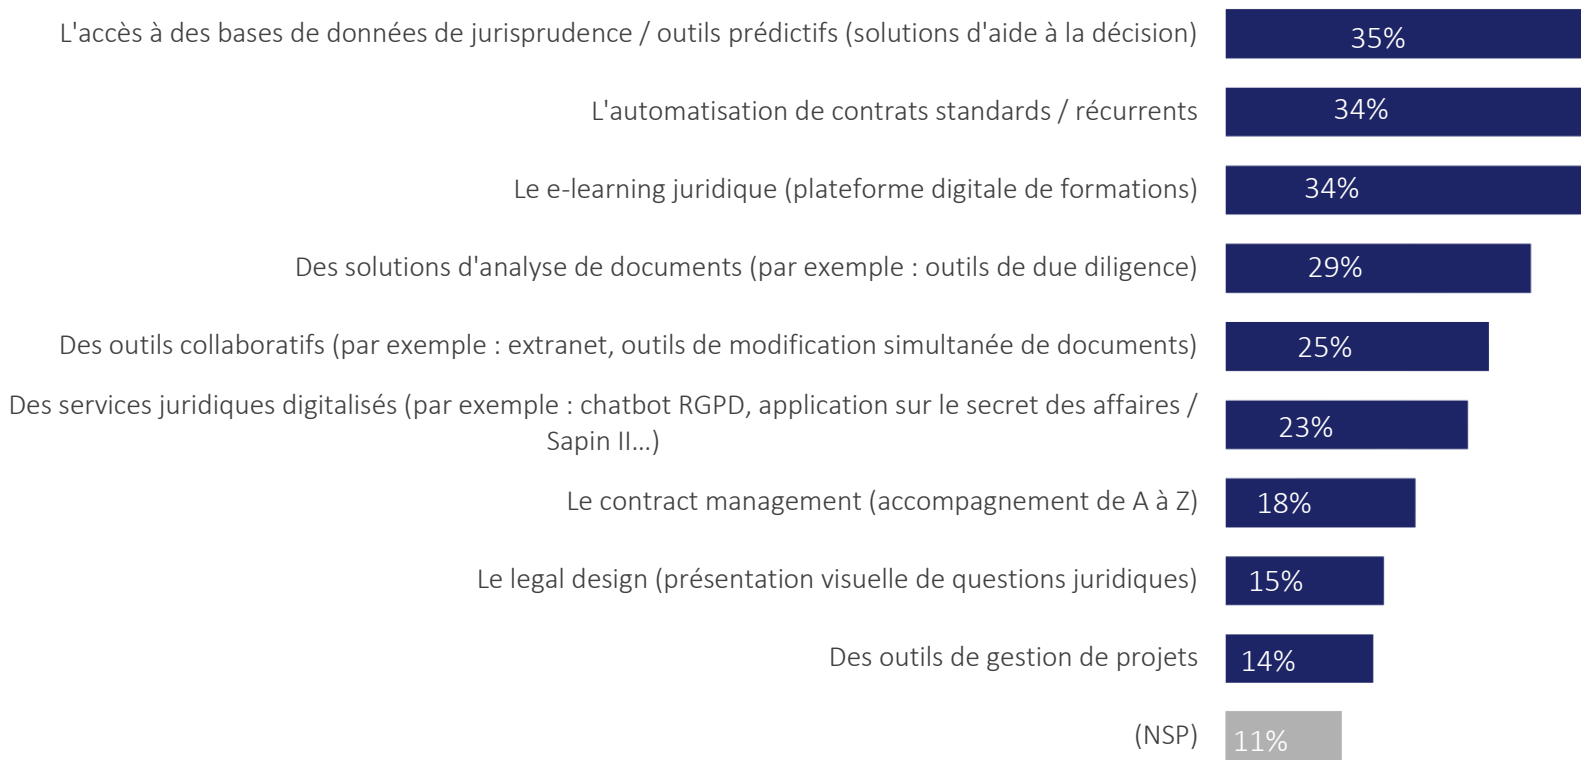 L'accès à des bases de données de jurisprudence / outils prédictifs (solutions d'aide à la décision) 35%
L'automatisation de contrats standards / récurrents 34%
Le e-learning juridique (plateforme digitale de formations) 34%
Des solutions d'analyse de documents (par exemple : outils de due diligence) 29%
Des outils collaboratifs (par exemple : extranet, outils de modification simultanée de documents) 25%
Des services juridiques digitalisés (par exemple : chatbot RGPD, application sur le secret des affaires /
Sapin II...) 23%
Le contract management (accompagnement de A à Z) 18%
Le legal design (présentation visuelle de questions juridiques) 15%
Des outils de gestion de projets 14%
(NSP) 11%